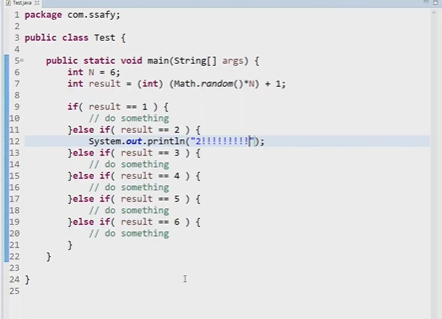 Test.java
1 package com.ssafy;
2
3 public class Test {
4
5 public static void main(String[] args) {
6 int N = 6;
7 int result = (int) (Math.random()*N) + 1;
8
9 if( result == 1 ) {
10 // do something
11 }else if( result == 2 ) {
12 System.out.println("2!!!!!!!!!");
13 }else if( result == 3 ) {
14 // do something
15 }else if( result == 4 ) {
16 // do something
17 }else if( result == 5 ) {
18 // do something
19 }else if( result == 6 ) {
20 // do something
21 }
22 }
23
24 }
25